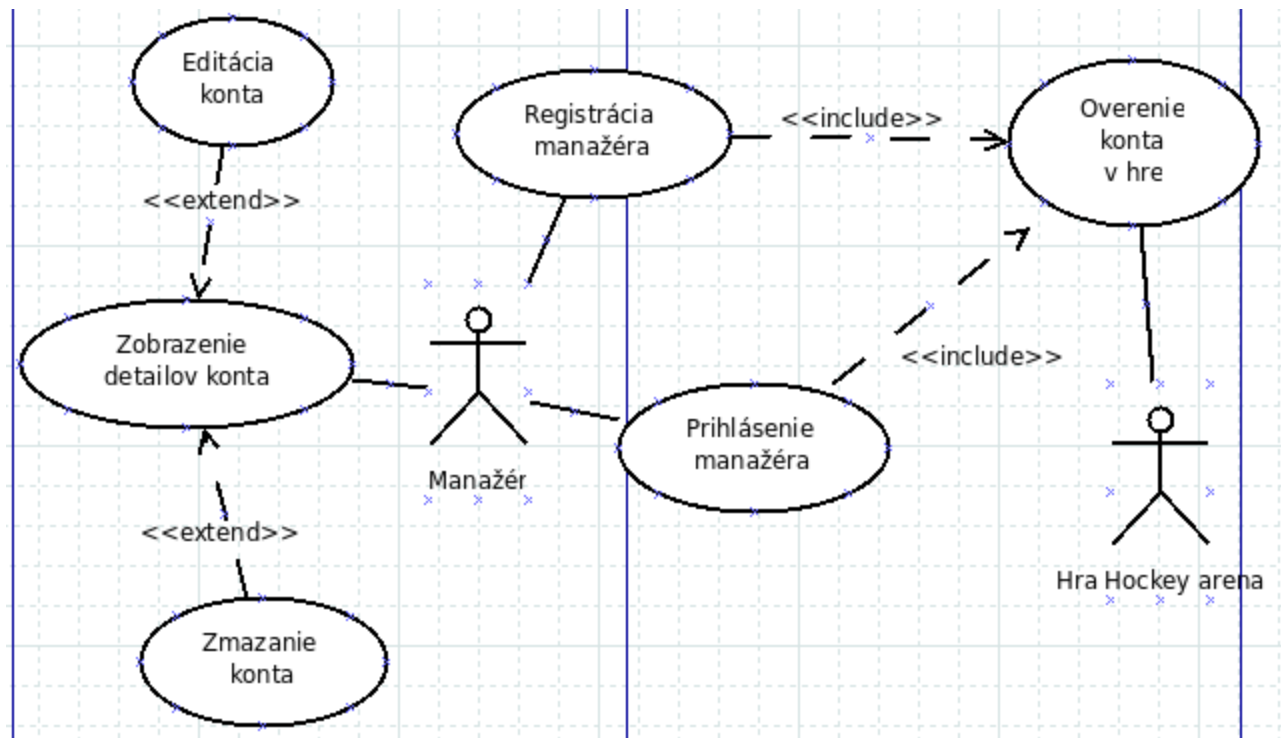 Editácia
konta
<<extend>>
Registrácia
manažéra
<<include>>
Overenie
konta
v hre
Zobrazenie
detailov konta
Manažér
<<include>>
Prihlásenie
manažéra
<<extend>>
Hra Hockey arena
Zmazanie
konta